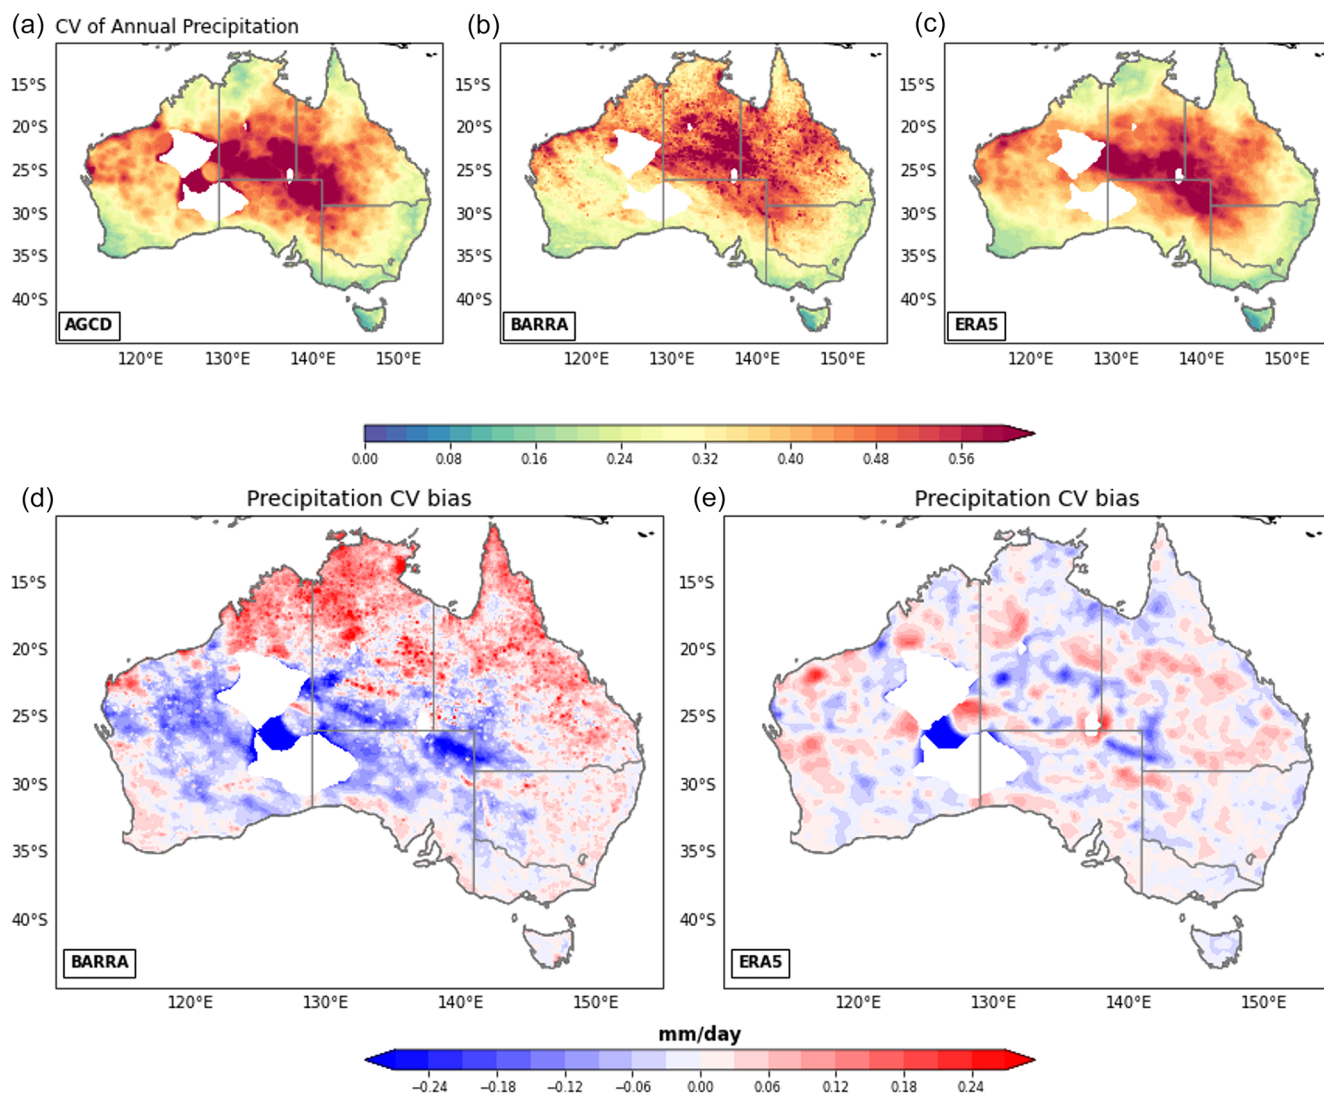 (a) CV of Annual Precipitation
(b)
(c)
15°S
20°S
25°S
30°S
35°S
40°S
AGCD
120°E 130°E 140°E 150°E
15°S
20°S
25°S
30°S
35°S
40°S
BARRA
120°E 130°E 140°E 150°E
15°S
20°S
25°S
30°S
35°S
40°S
ERA5
120°E 130°E 140°E 150°E
0.00 0.08 0.16 0.24 0.32 0.40 0.48 0.56
(d) Precipitation CV bias
15°S
20°S
25°S
30°S
35°S
40°S
BARRA
120°E 130°E 140°E 150°E
(e) Precipitation CV bias
15°S
20°S
25°S
30°S
35°S
40°S
ERA5
120°E 130°E 140°E 150°E
mm/day
−0.24 −0.18 −0.12 −0.06 0.00 0.06 0.12 0.18 0.24